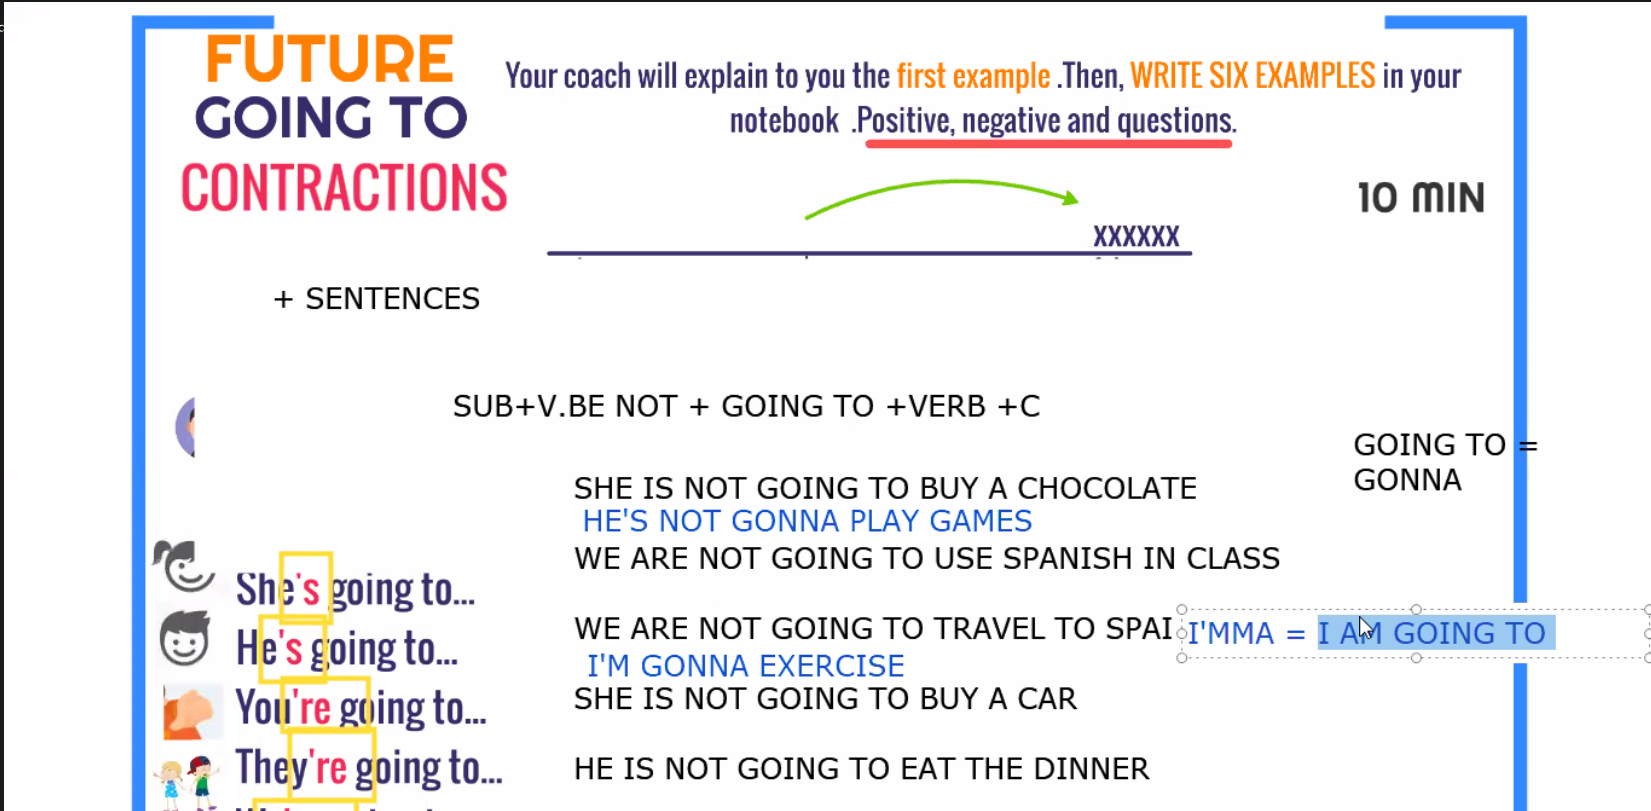 FUTURE
GOING TO
CONTRACTIONS
Your coach will explain to you the first example .Then, WRITE SIX EXAMPLES in your
notebook .Positive, negative and questions.
10 MIN
XXXXXX
+ SENTENCES
SUB+V.BE NOT + GOING TO +VERB +C
GOING TO =
GONNA
SHE IS NOT GOING TO BUY A CHOCOLATE
HE'S NOT GONNA PLAY GAMES
WE ARE NOT GOING TO USE SPANISH IN CLASS
She's going to...
WE ARE NOT GOING TO TRAVEL TO SPAI
I'MMA = I AM GOING TO
He's going to...
I'M GONNA EXERCISE
SHE IS NOT GOING TO BUY A CAR
You're going to...
They're going to...
HE IS NOT GOING TO EAT THE DINNER